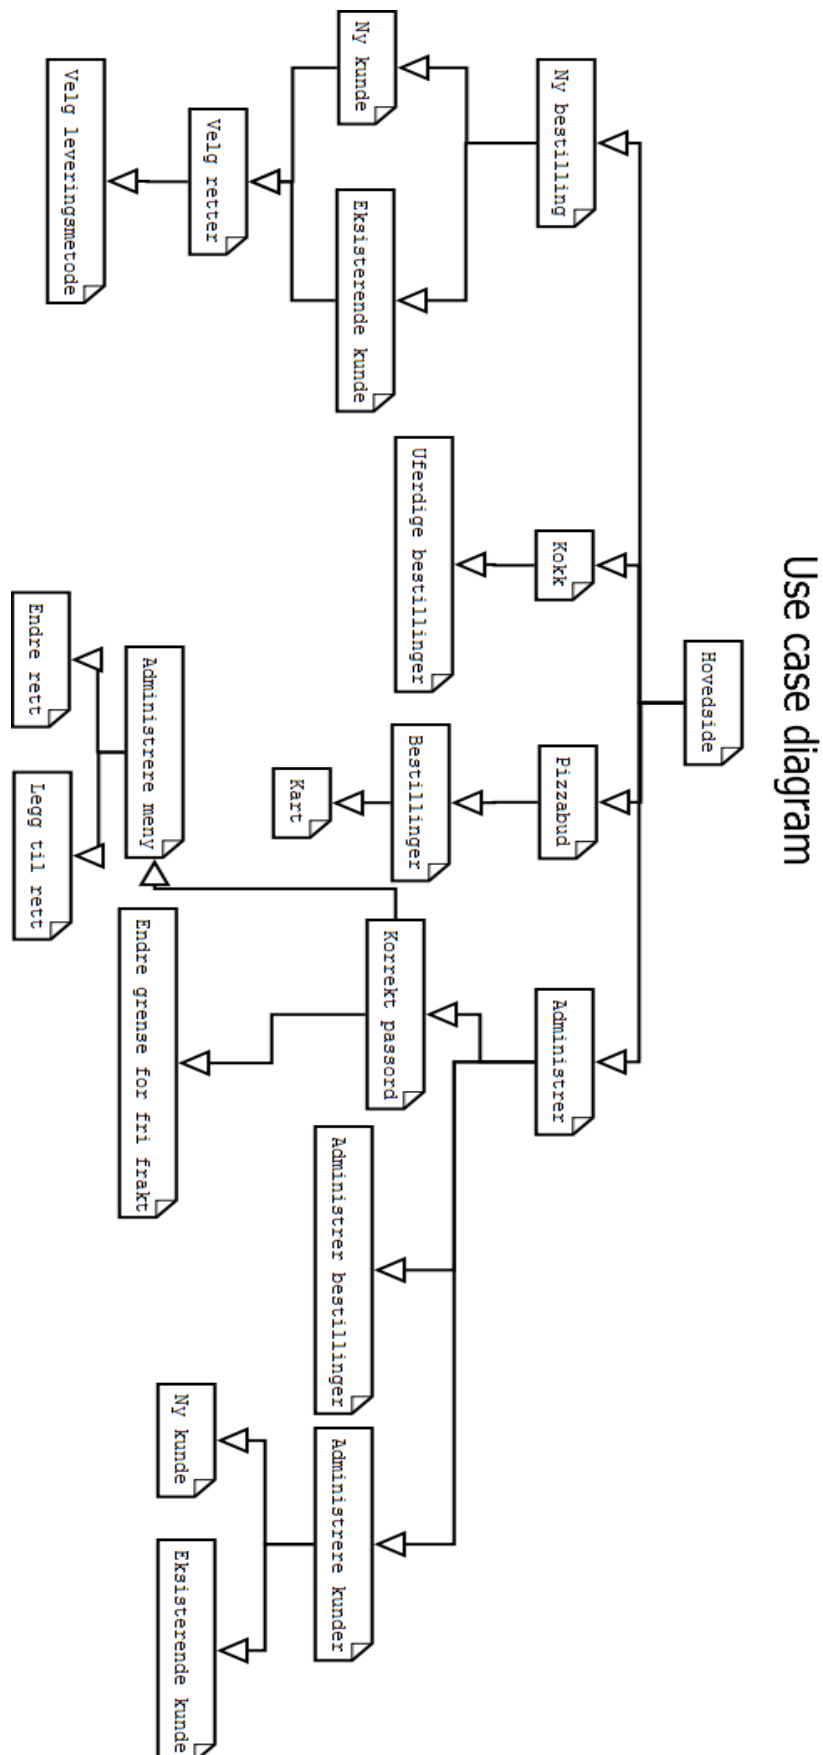 Use case diagram
Hovedside
Ny bestilling
Kokk
Pizzabud
Administrer
Ny kunde
Eksisterende kunde
Uferdige bestillinger
Bestillinger
Korrekt passord
Administrer bestillinger
Administrere kunder
Velg retter
Kart
Velg leveringsmetode
Administrere meny
Endre grense for fri frakt
Ny kunde
Eksisterende kunde
Endre rett
Legg til rett